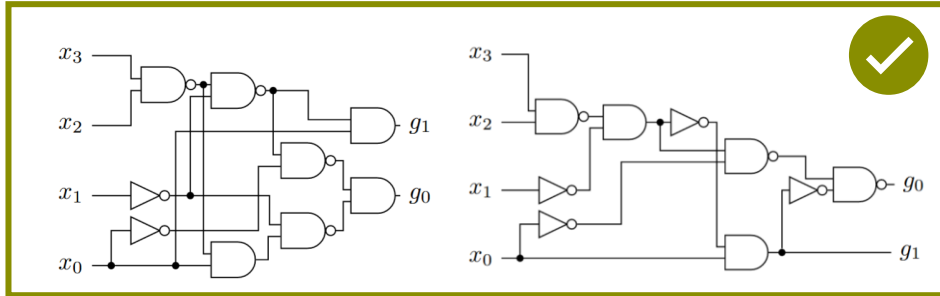 x₃
x₂
x₁
x₀
g₁
g₀
x₃
x₂
x₁
x₀
g₀
g₁